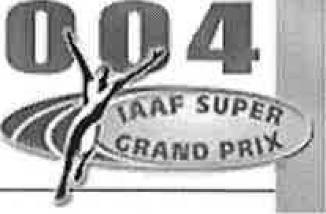 004
IAAF SUPER
GRAND PRIX